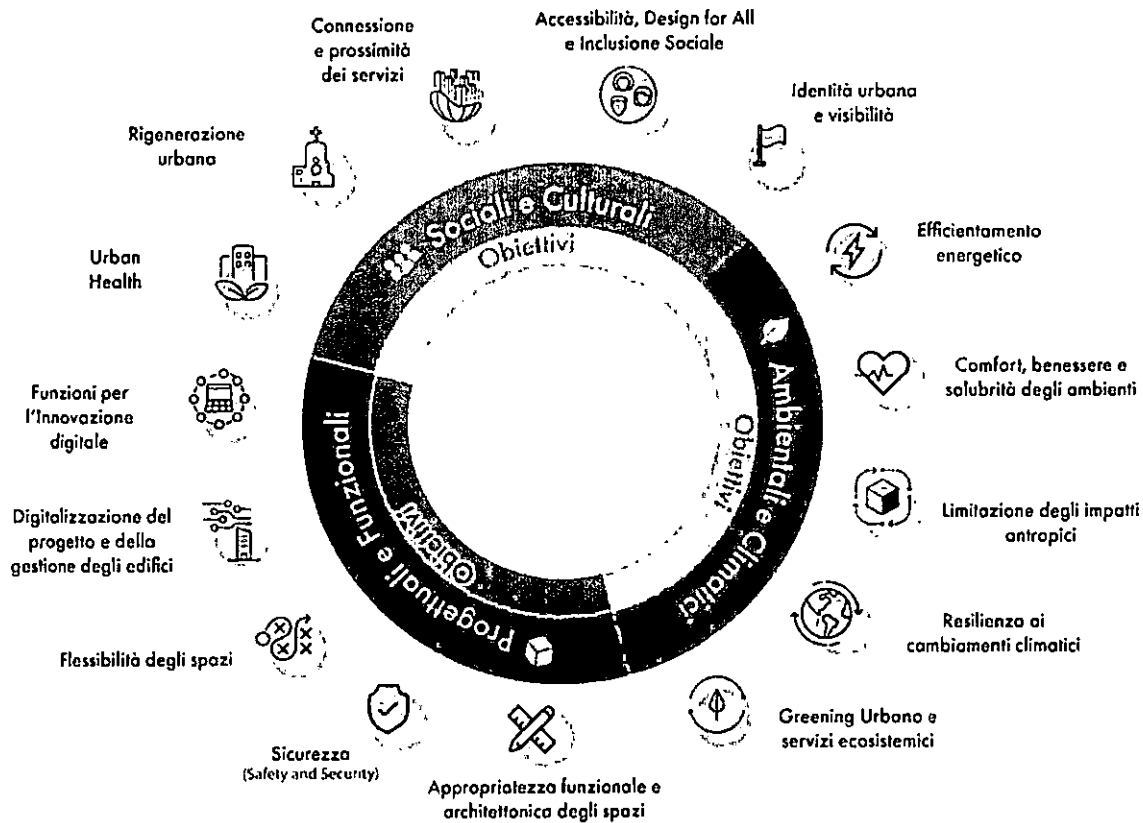 Connessione
e prossimità
dei servizi
Accessibilità, Design for All
e Inclusione Sociale
Identità urbana
e visibilità
Rigenerazione
urbana
Efficientamento
energetico
Urban
Health
Comfort, benessere e
salubrità degli ambienti
Funzioni per
l'Innovazione
digitale
Limitazione degli impatti
antropici
Digitalizzazione del
progetto e della
gestione degli edifici
Resilienza ai
cambiamenti climatici
Flessibilità degli spazi
Greening Urbano e
servizi ecosistemici
Sicurezza
(Safety and Security)
Appropriatezza funzionale e
architettonica degli spazi
Sociali e Culturali
Obiettivi
Ambientali e Climatici
Obiettivi
Progettuali e Funzionali
Obiettivi